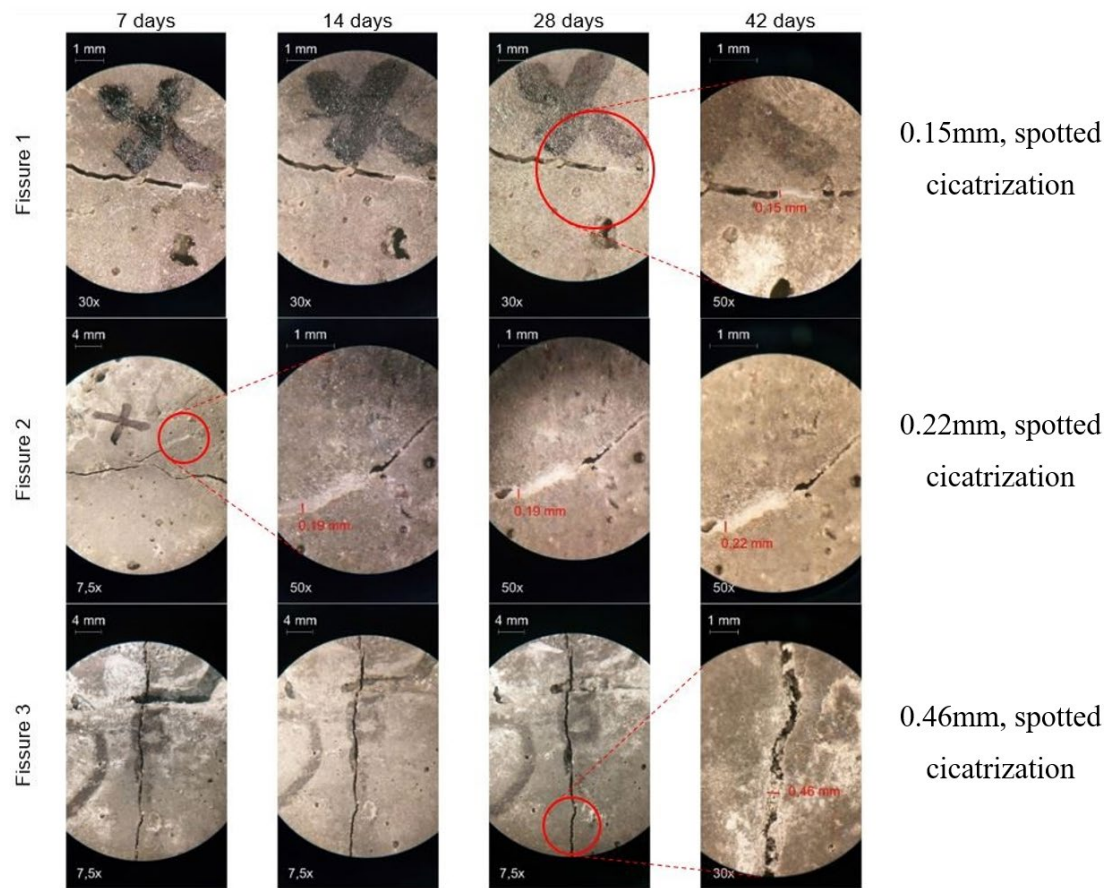 7 days
14 days
28 days
42 days
Fissure 1
1 mm
1 mm
1 mm
1 mm
0,15 mm
30x
30x
30x
50x
0.15mm, spotted
cicatrization
Fissure 2
4 mm
1 mm
1 mm
1 mm
0,19 mm
0,19 mm
0,22 mm
7,5x
50x
50x
50x
0.22mm, spotted
cicatrization
Fissure 3
4 mm
4 mm
4 mm
1 mm
0,46 mm
7,5x
7,5x
7,5x
30x
0.46mm, spotted
cicatrization